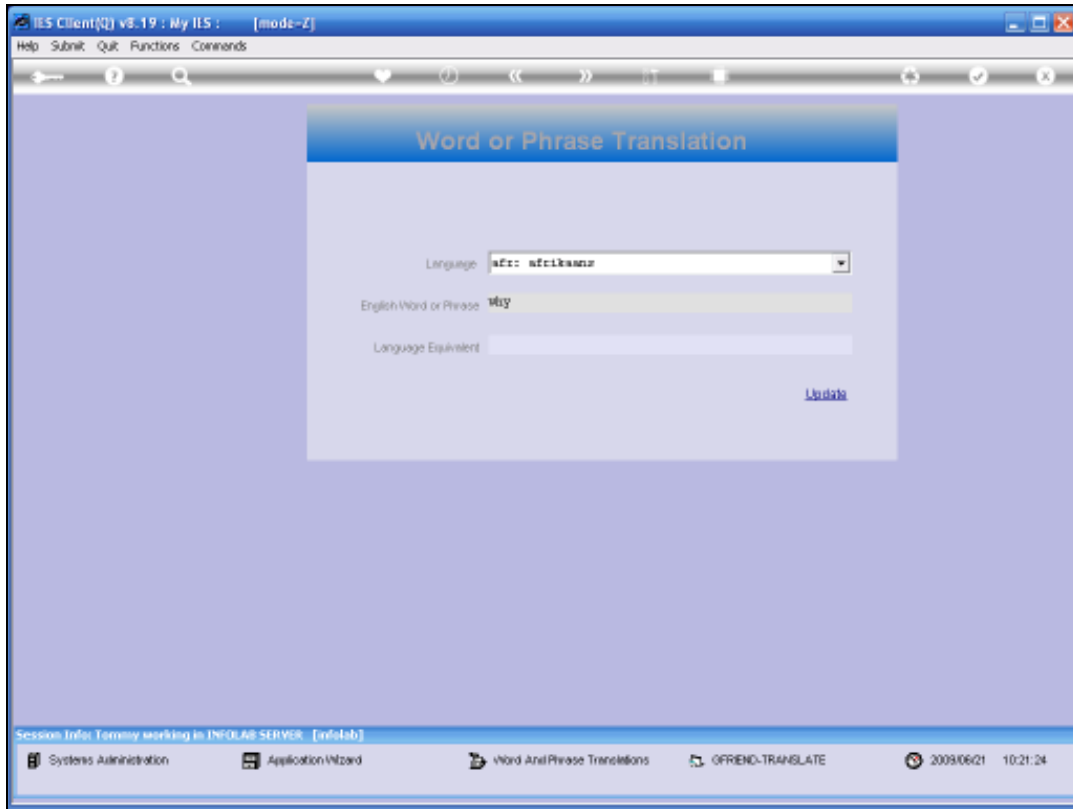 IES Client(Q) v8.19 : My IES : [mode-Z]
Help Submit Quit Functions Commands
Word or Phrase Translation
Language afr: afrikaans
English Word or Phrase why
Language Equivalent
Update
Session Info: Tommy working in INFOLAB SERVER [infolab]
Systems Administration Application Wizard Word And Phrase Translations GFRIEND-TRANSLATE 2009/06/21 10:21:24